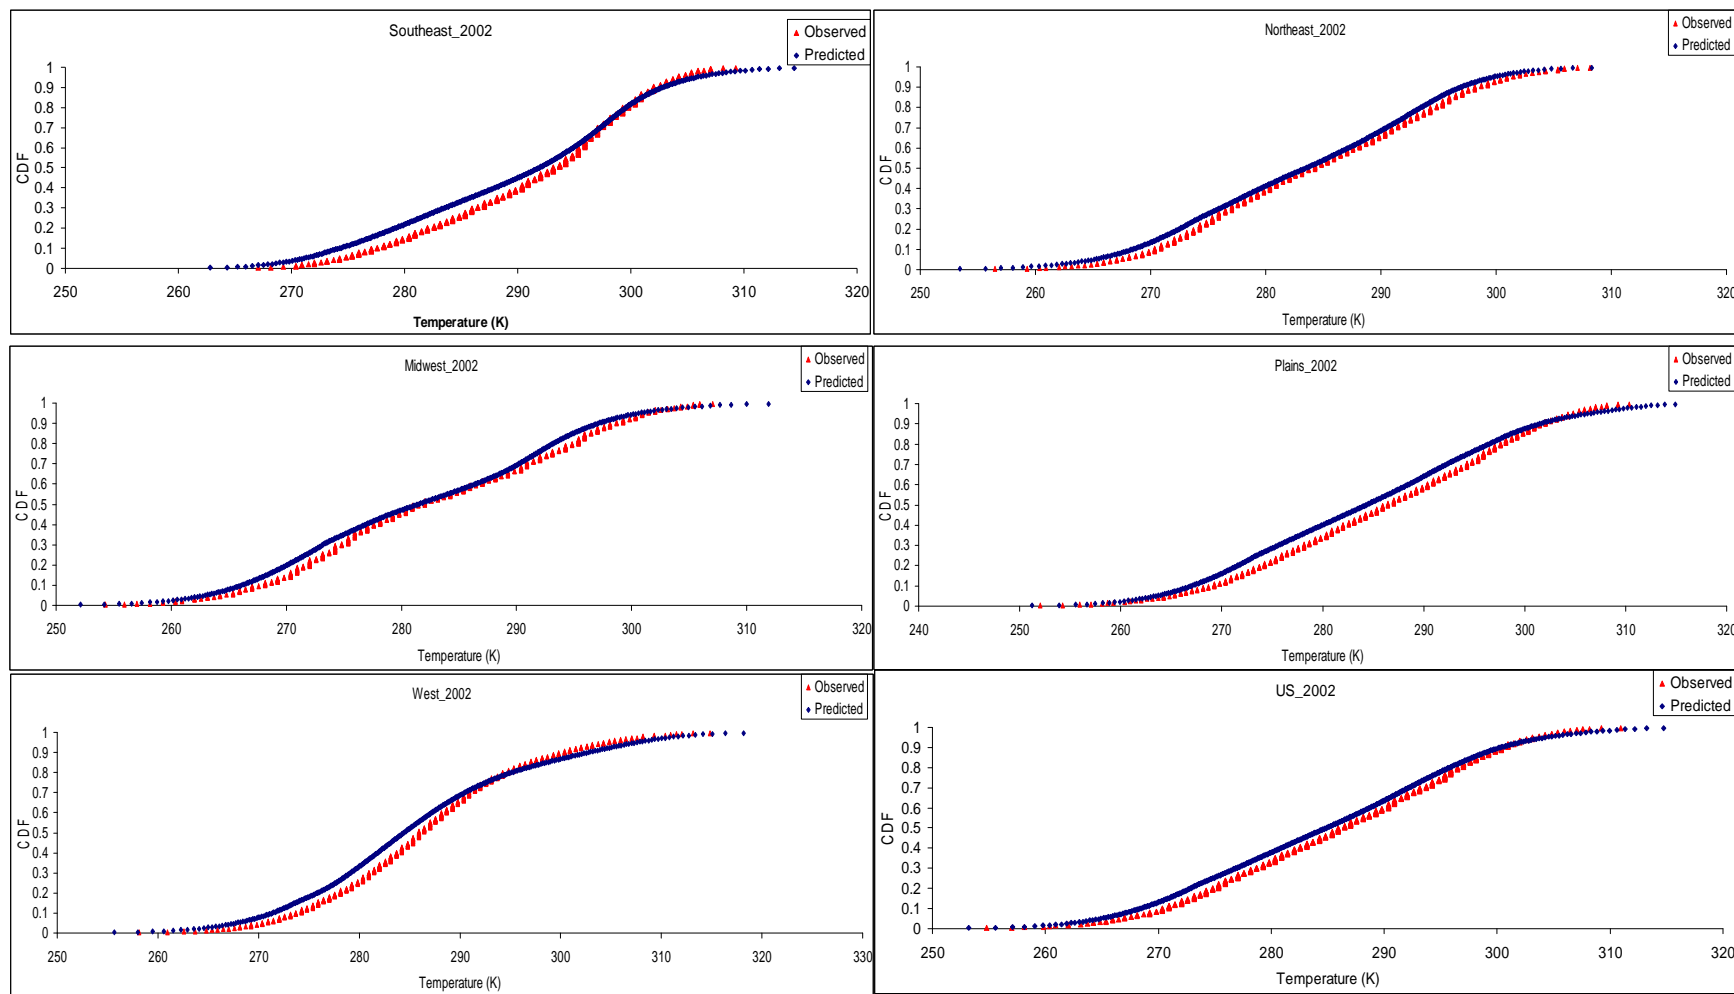 Southeast_2002
Observed
Predicted
1
0.9
0.8
0.7
0.6
0.5
0.4
0.3
0.2
0.1
0
CDF
250 260 270 280 290 300 310 320
Temperature (K)
Northeast_2002
Observed
Predicted
1
0.9
0.8
0.7
0.6
0.5
0.4
0.3
0.2
0.1
0
CDF
250 260 270 280 290 300 310 320
Temperature (K)
Midwest_2002
Observed
Predicted
1
0.9
0.8
0.7
0.6
0.5
0.4
0.3
0.2
0.1
0
CDF
250 260 270 280 290 300 310 320
Temperature (K)
Plains_2002
Observed
Predicted
1
0.9
0.8
0.7
0.6
0.5
0.4
0.3
0.2
0.1
0
CDF
240 250 260 270 280 290 300 310 320
Temperature (K)
West_2002
Observed
Predicted
1
0.9
0.8
0.7
0.6
0.5
0.4
0.3
0.2
0.1
0
CDF
250 260 270 280 290 300 310 320 330
Temperature (K)
US_2002
Observed
Predicted
1
0.9
0.8
0.7
0.6
0.5
0.4
0.3
0.2
0.1
0
CDF
250 260 270 280 290 300 310 320
Temperature (K)